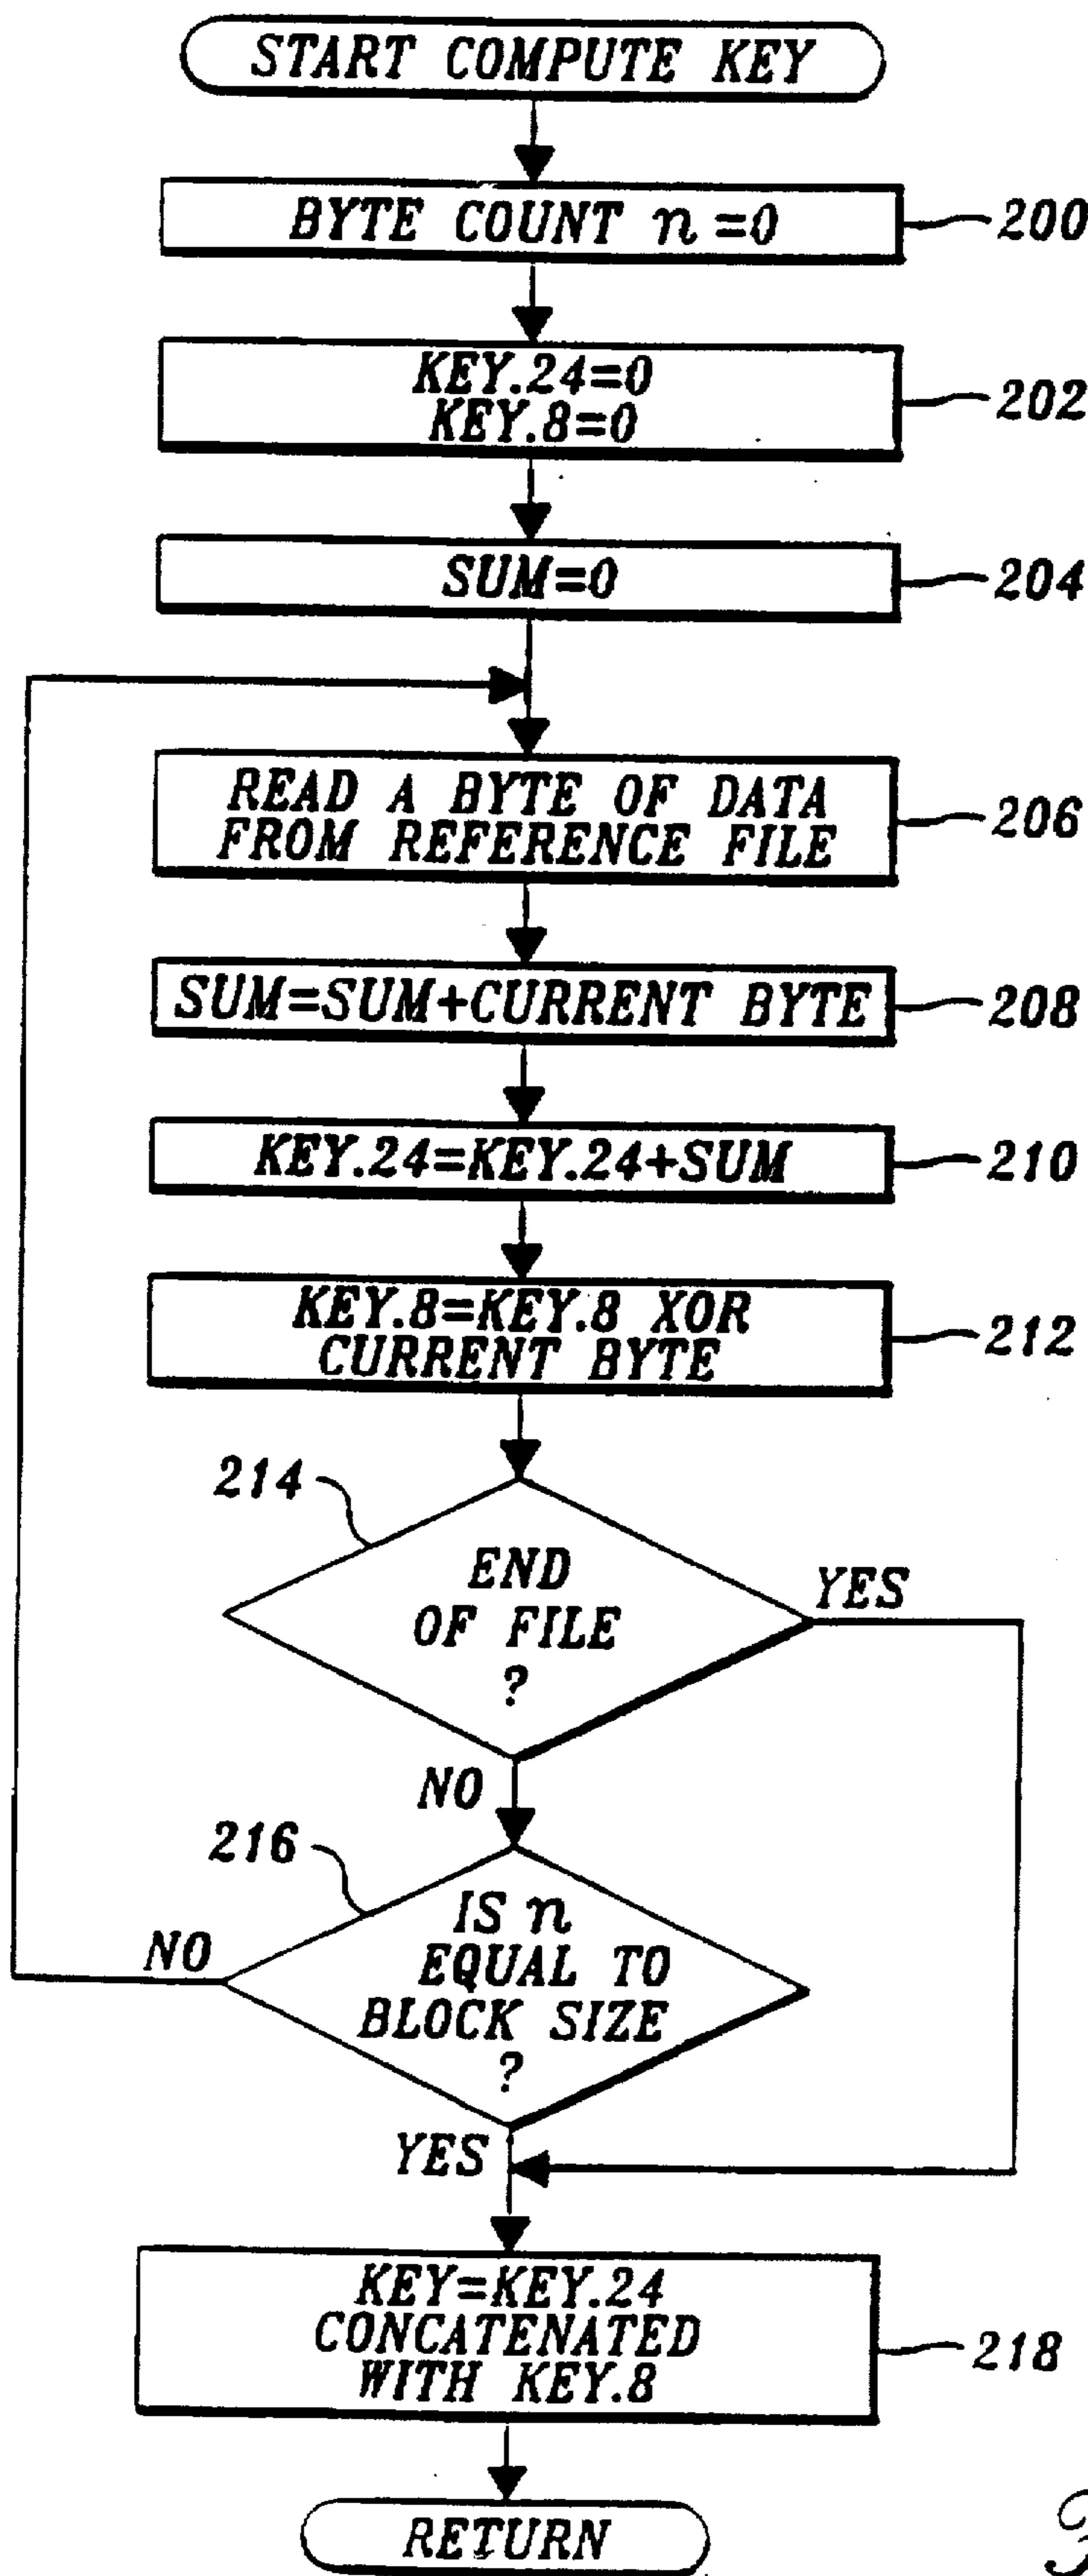 START COMPUTE KEY
BYTE COUNT n =0
200
KEY.24=0
KEY.8=0
202
SUM=0
204
READ A BYTE OF DATA
FROM REFERENCE FILE
206
SUM=SUM+CURRENT BYTE
208
KEY.24=KEY.24+SUM
210
KEY.8=KEY.8 XOR
CURRENT BYTE
212
214
END
OF FILE
?
YES
NO
216
IS n
EQUAL TO
BLOCK SIZE
?
NO
YES
KEY=KEY.24
CONCATENATED
WITH KEY.8
218
RETURN